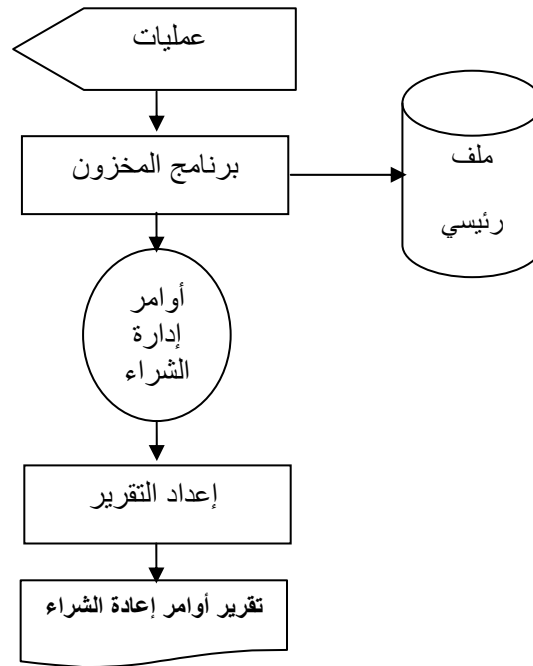 عمليات
برنامج المخزون
ملف
رئيسي
أوامر
إدارة
الشراء
إعداد التقرير
تقرير أوامر إعادة الشراء